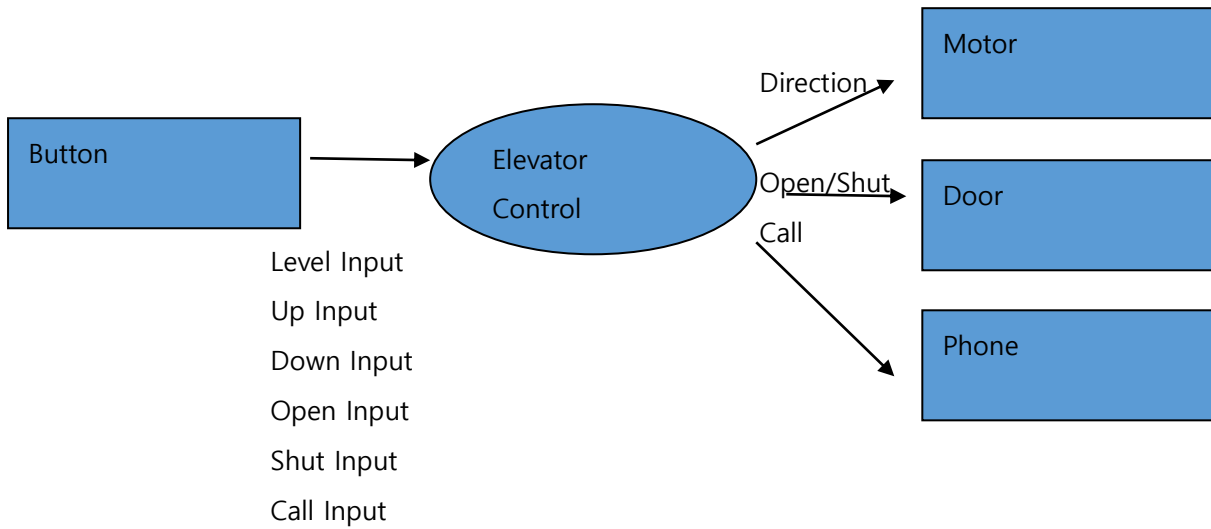 Button
Level Input
Up Input
Down Input
Open Input
Shut Input
Call Input
Elevator
Control
Direction
Open/Shut
Call
Motor
Door
Phone